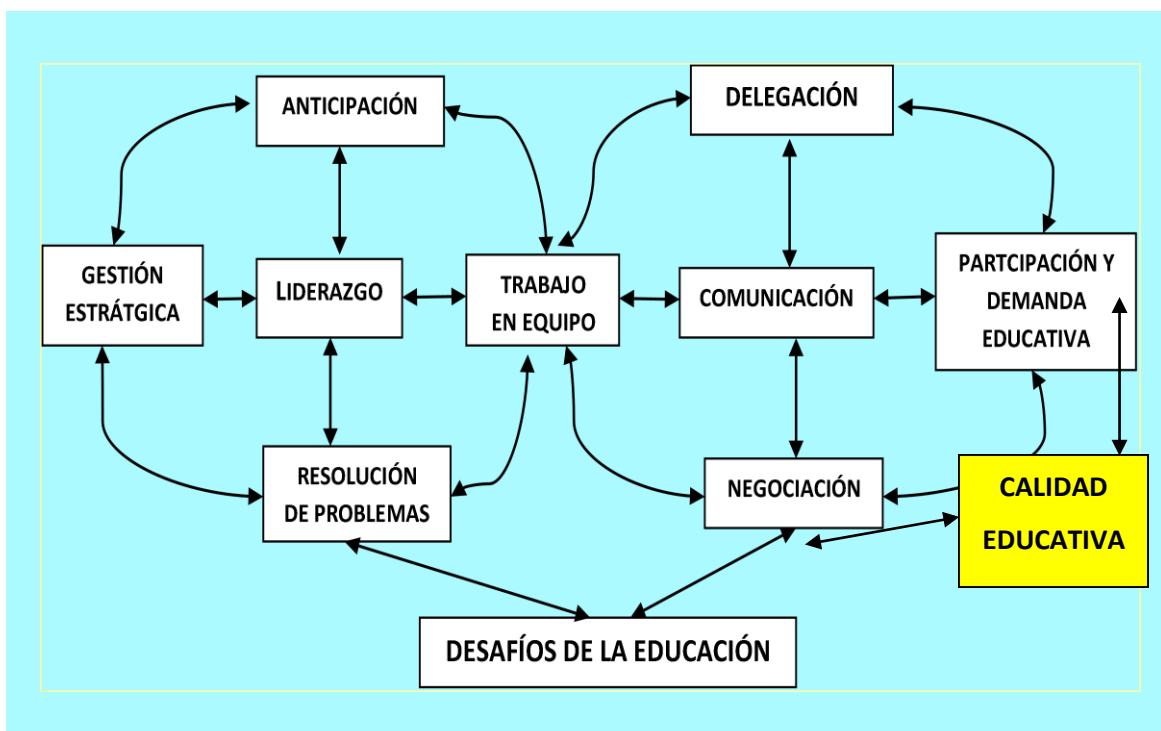 ANTICIPACIÓN
DELEGACIÓN
GESTIÓN
ESTRÁTGICA
LIDERAZGO
TRABAJO
EN EQUIPO
COMUNICACIÓN
PARTCIPACIÓN Y
DEMANDA
EDUCATIVA
RESOLUCIÓN
DE PROBLEMAS
NEGOCIACIÓN
CALIDAD
EDUCATIVA
DESAFÍOS DE LA EDUCACIÓN